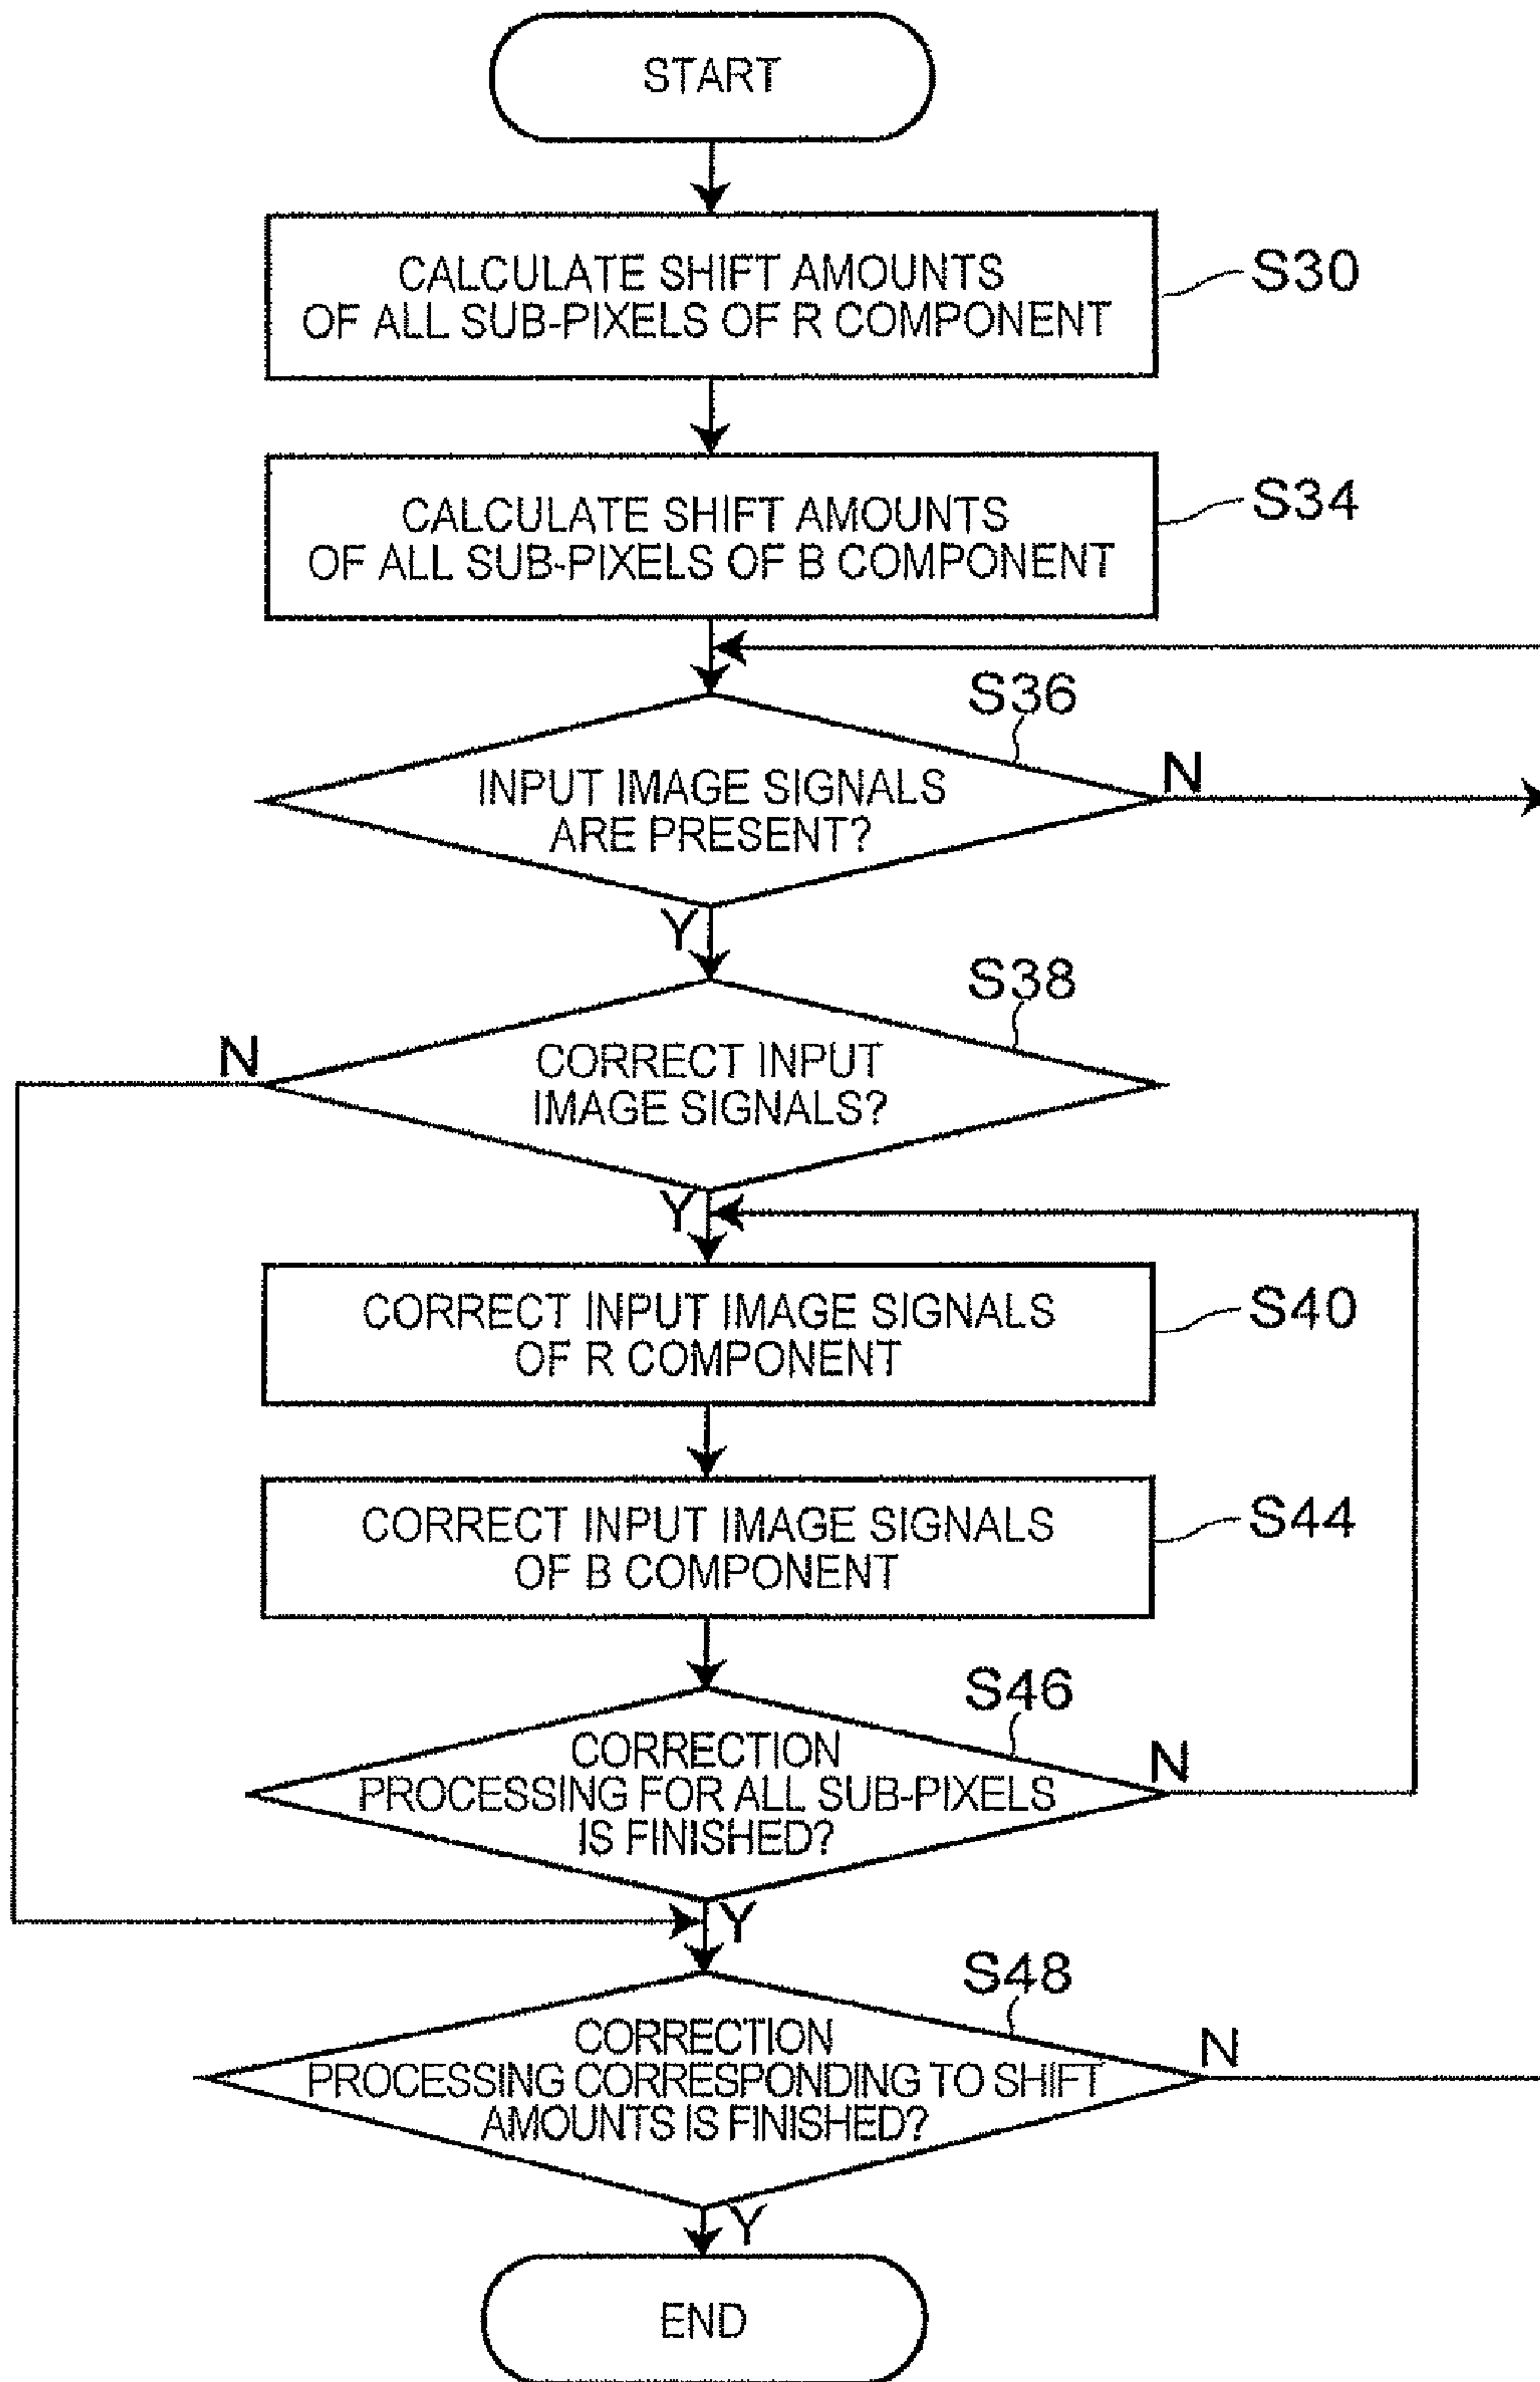 START
CALCULATE SHIFT AMOUNTS
OF ALL SUB-PIXELS OF R COMPONENT
S30
CALCULATE SHIFT AMOUNTS
OF ALL SUB-PIXELS OF B COMPONENT
S34
S36
INPUT IMAGE SIGNALS
ARE PRESENT?
N
Y
S38
CORRECT INPUT
IMAGE SIGNALS?
N
Y
CORRECT INPUT IMAGE SIGNALS
OF R COMPONENT
S40
CORRECT INPUT IMAGE SIGNALS
OF B COMPONENT
S44
S46
CORRECTION
PROCESSING FOR ALL SUB-PIXELS
IS FINISHED?
N
Y
S48
CORRECTION
PROCESSING CORRESPONDING TO SHIFT
AMOUNTS IS FINISHED?
N
Y
END